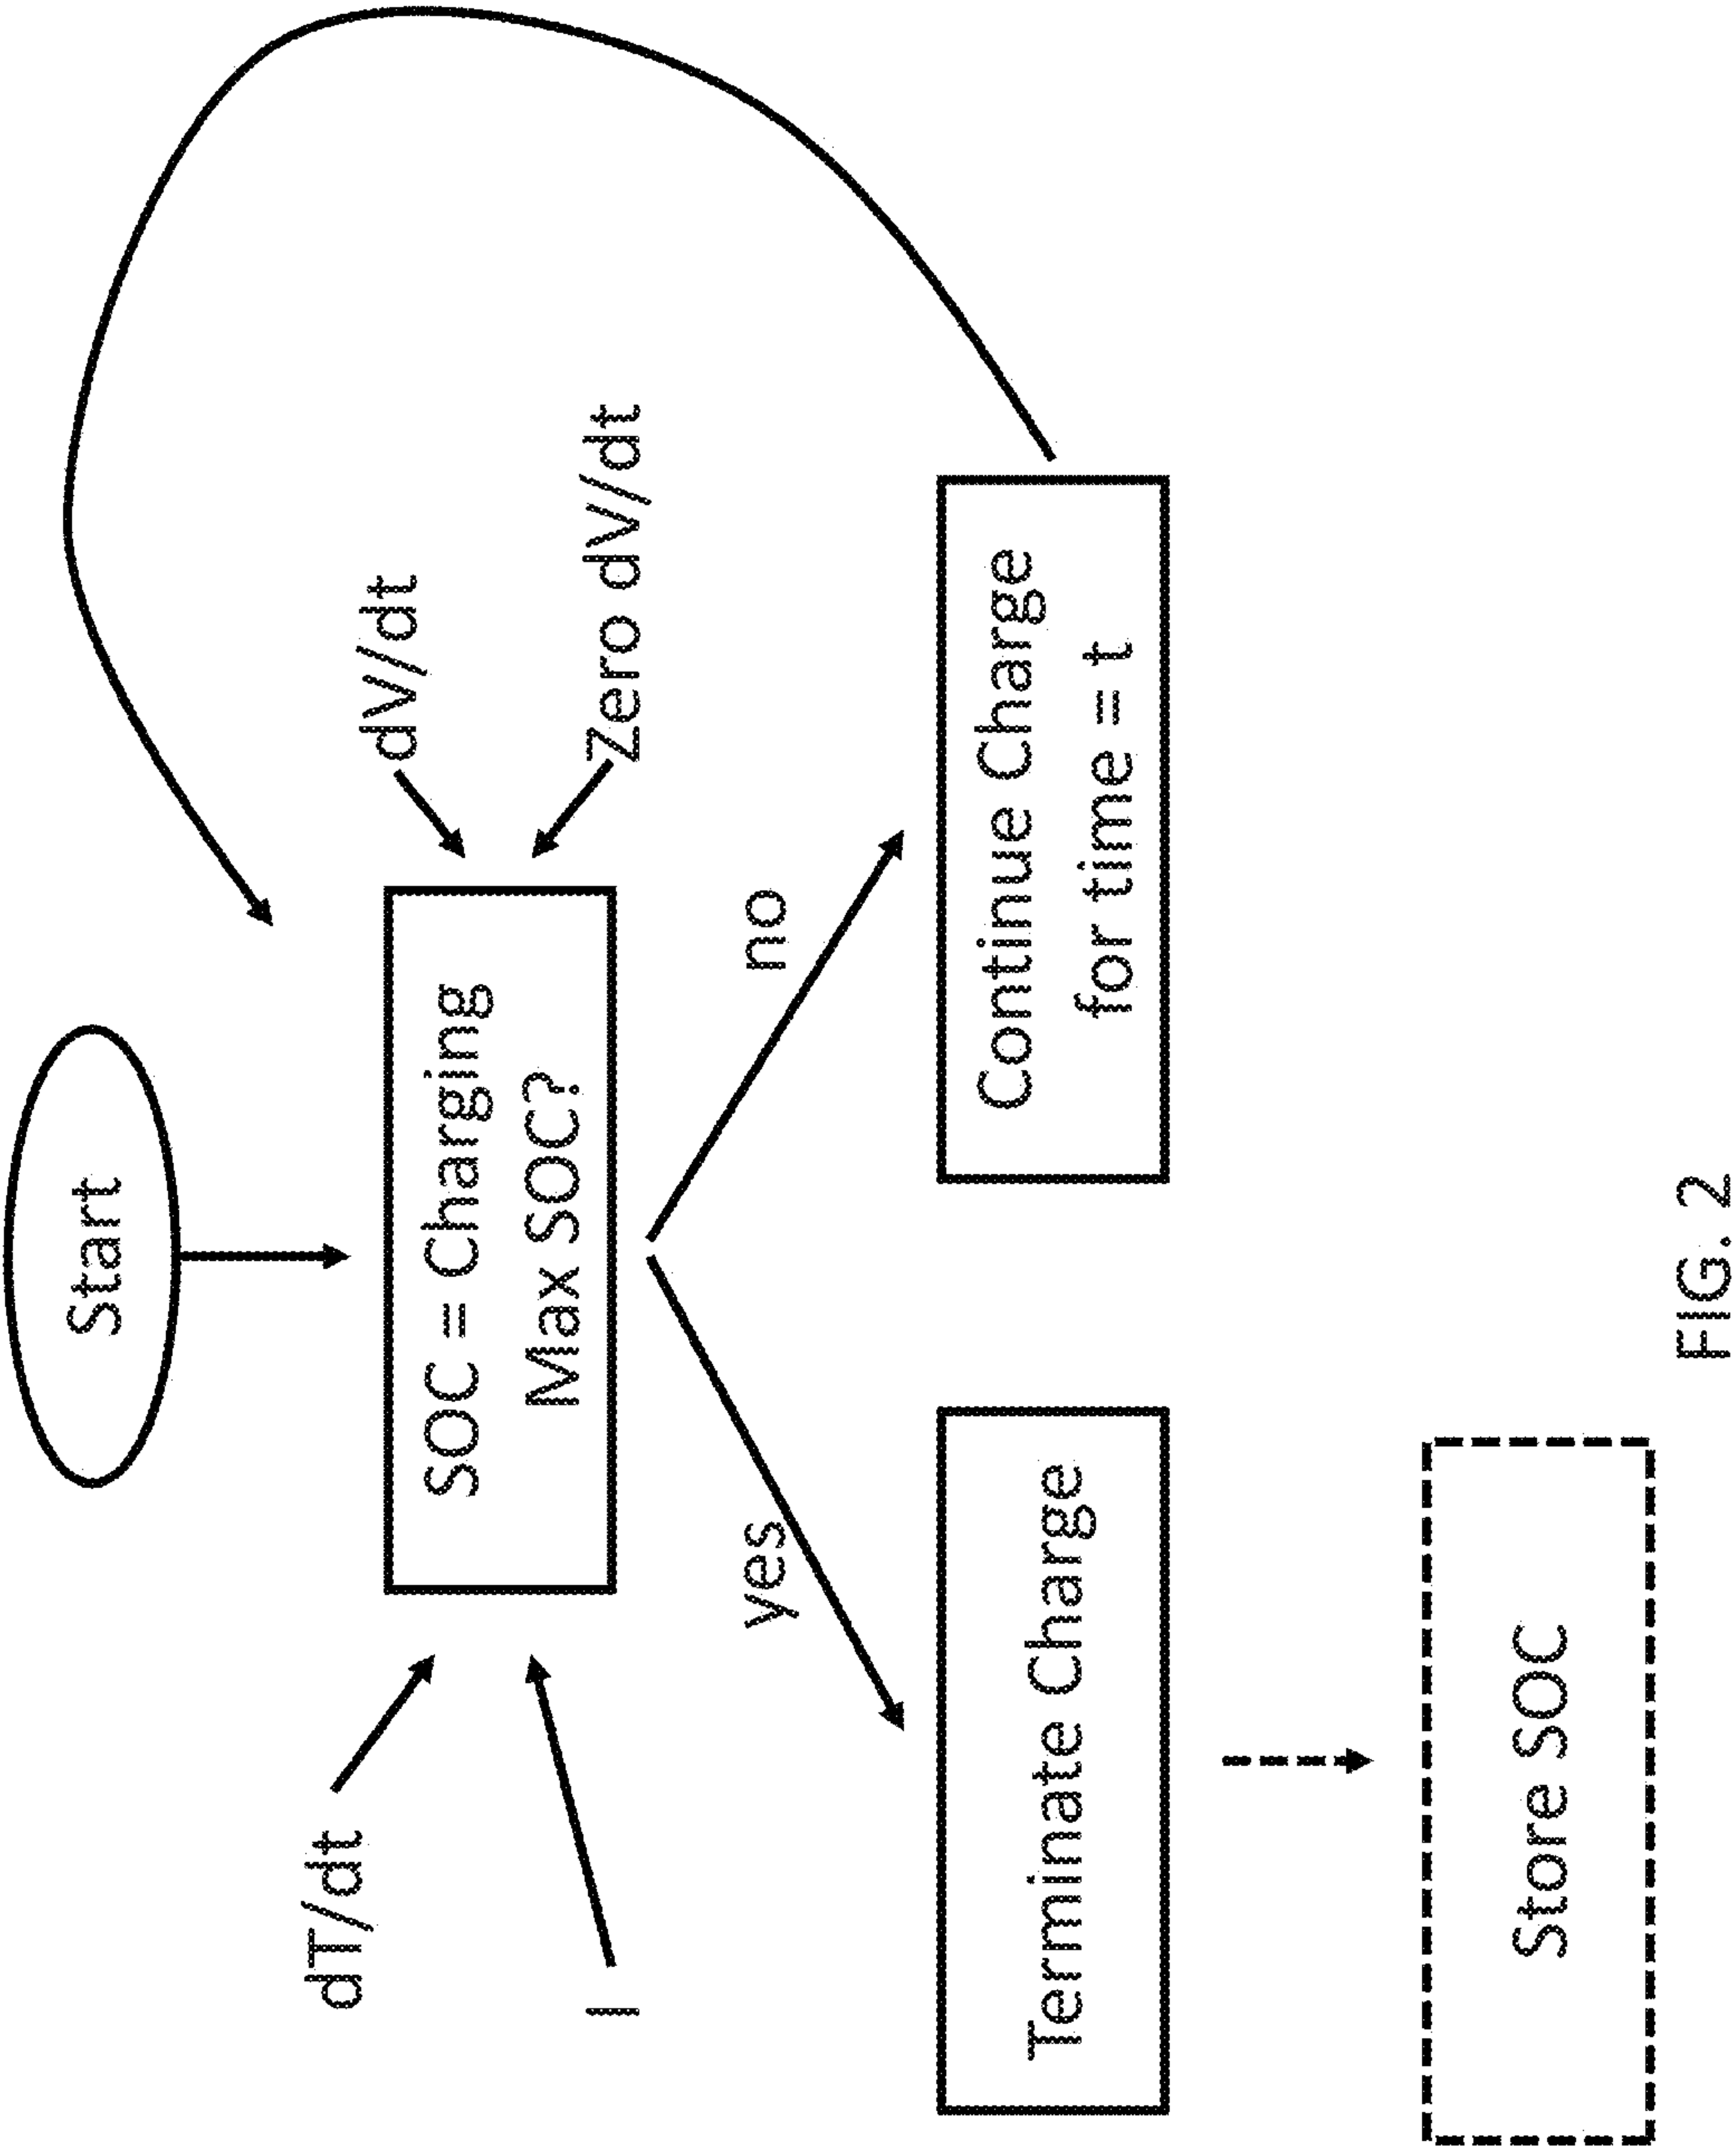 Start
dT/dt
SOC = Charging
Max SOC?
dV/dt
I
Zero dV/dt
yes
no
Terminate Charge
Continue Charge
for time = t
Store SOC
FIG. 2